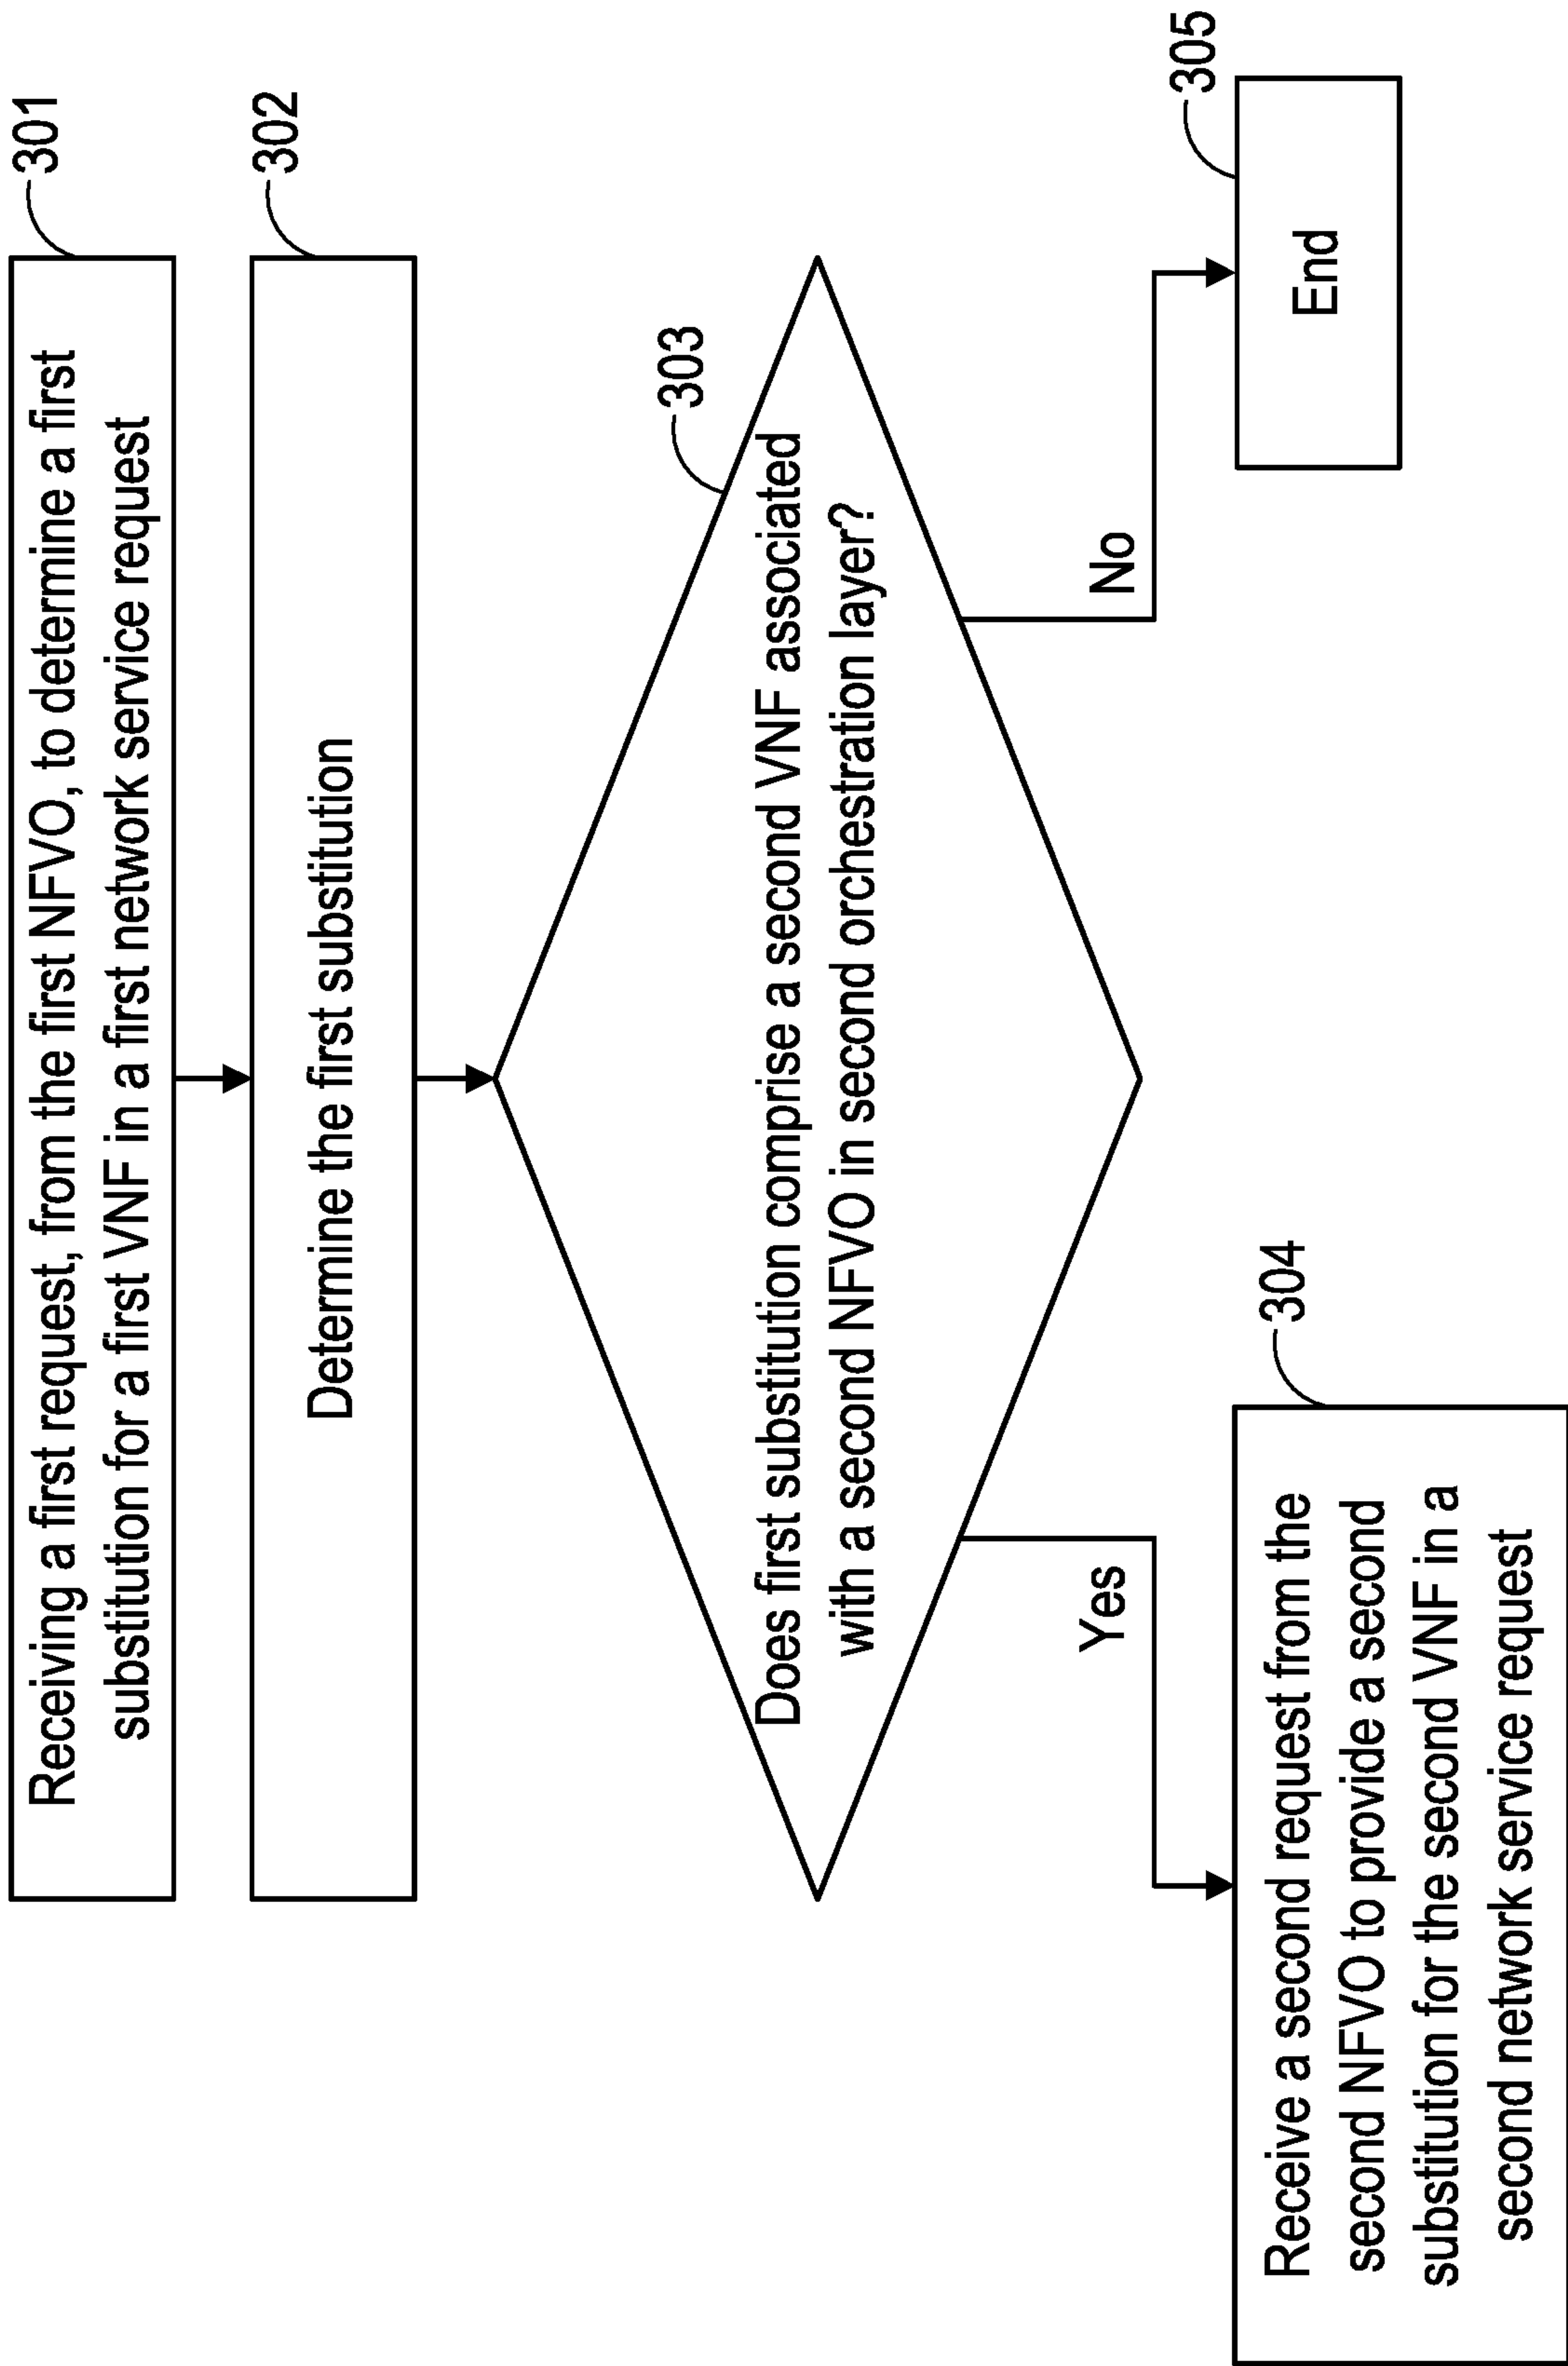 Receiving a first request, from the first NFVO, to determine a first
substitution for a first VNF in a first network service request
301
Determine the first substitution
302
Does first substitution comprise a second VNF associated
with a second NFVO in second orchestration layer?
303
Yes
No
Receive a second request from the
second NFVO to provide a second
substitution for the second VNF in a
second network service request
304
End
305